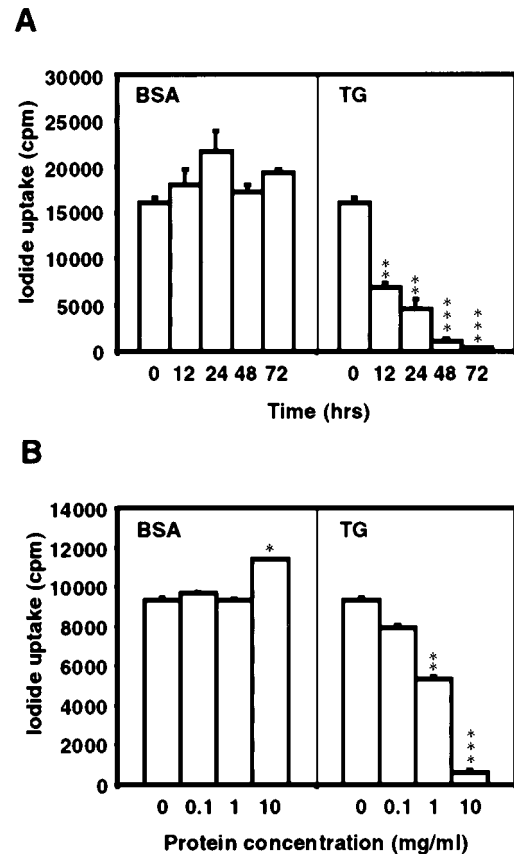 A
30000
25000
20000
15000
10000
5000
0
Iodide uptake (cpm)
BSA
TG
**
**
***
***
0 12 24 48 72 0 12 24 48 72
Time (hrs)
B
14000
12000
10000
8000
6000
4000
2000
0
Iodide uptake (cpm)
BSA
TG
*
**
***
0 0.1 1 10 0 0.1 1 10
Protein concentration (mg/ml)